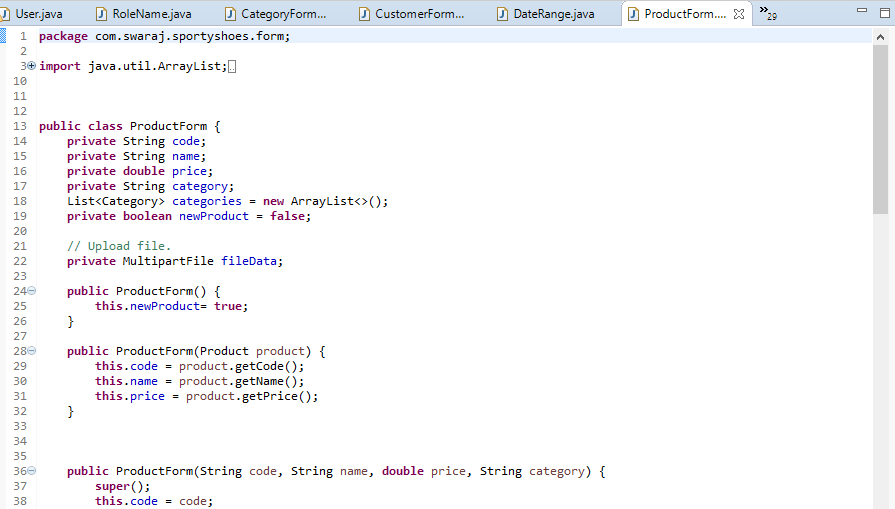 User.java RoleName.java CategoryForm... CustomerForm... DateRange.java ProductForm.... »29
1 package com.swaraj.sportyshoes.form;
2
3 import java.util.ArrayList;
10
11
12
13 public class ProductForm {
14 private String code;
15 private String name;
16 private double price;
17 private String category;
18 List<Category> categories = new ArrayList<>();
19 private boolean newProduct = false;
20
21 // Upload file.
22 private MultipartFile fileData;
23
24 public ProductForm() {
25 this.newProduct= true;
26 }
27
28 public ProductForm(Product product) {
29 this.code = product.getCode();
30 this.name = product.getName();
31 this.price = product.getPrice();
32 }
33
34
35
36 public ProductForm(String code, String name, double price, String category) {
37 super();
38 this.code = code;